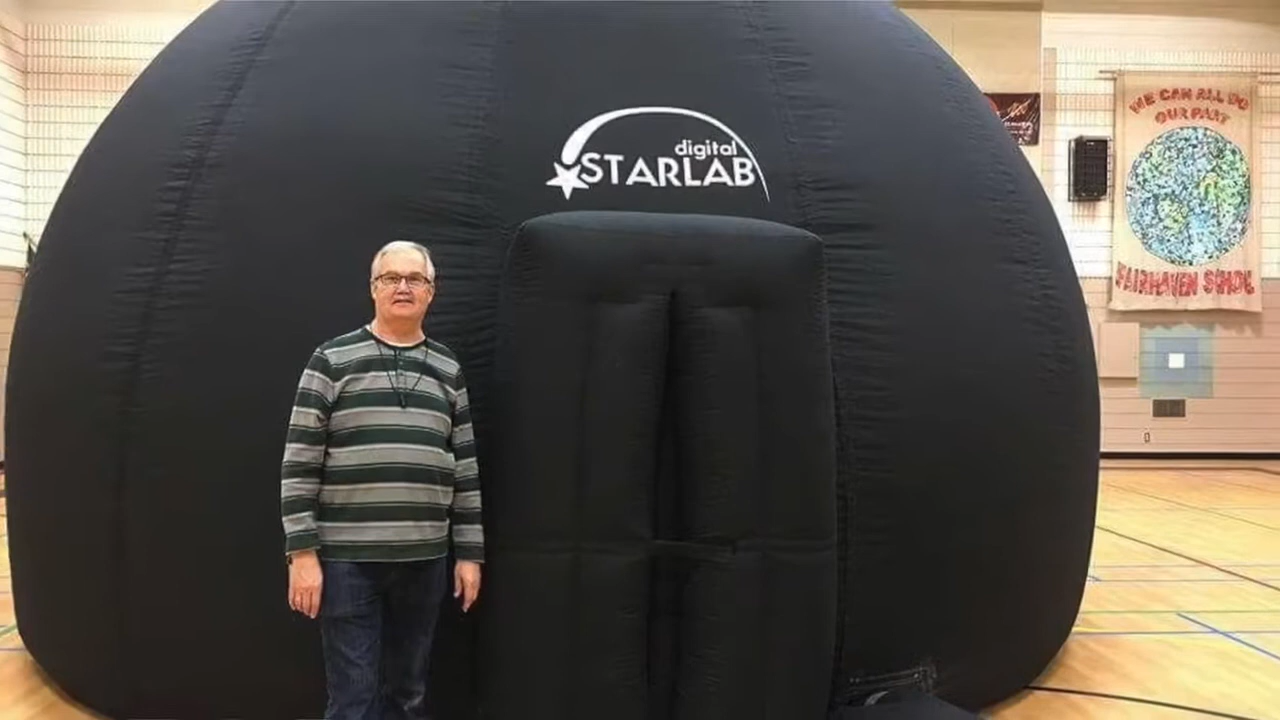 digital
STARLAB
WE CAN ALL DO
OUR PART
FAIRHAVEN SCHOOL